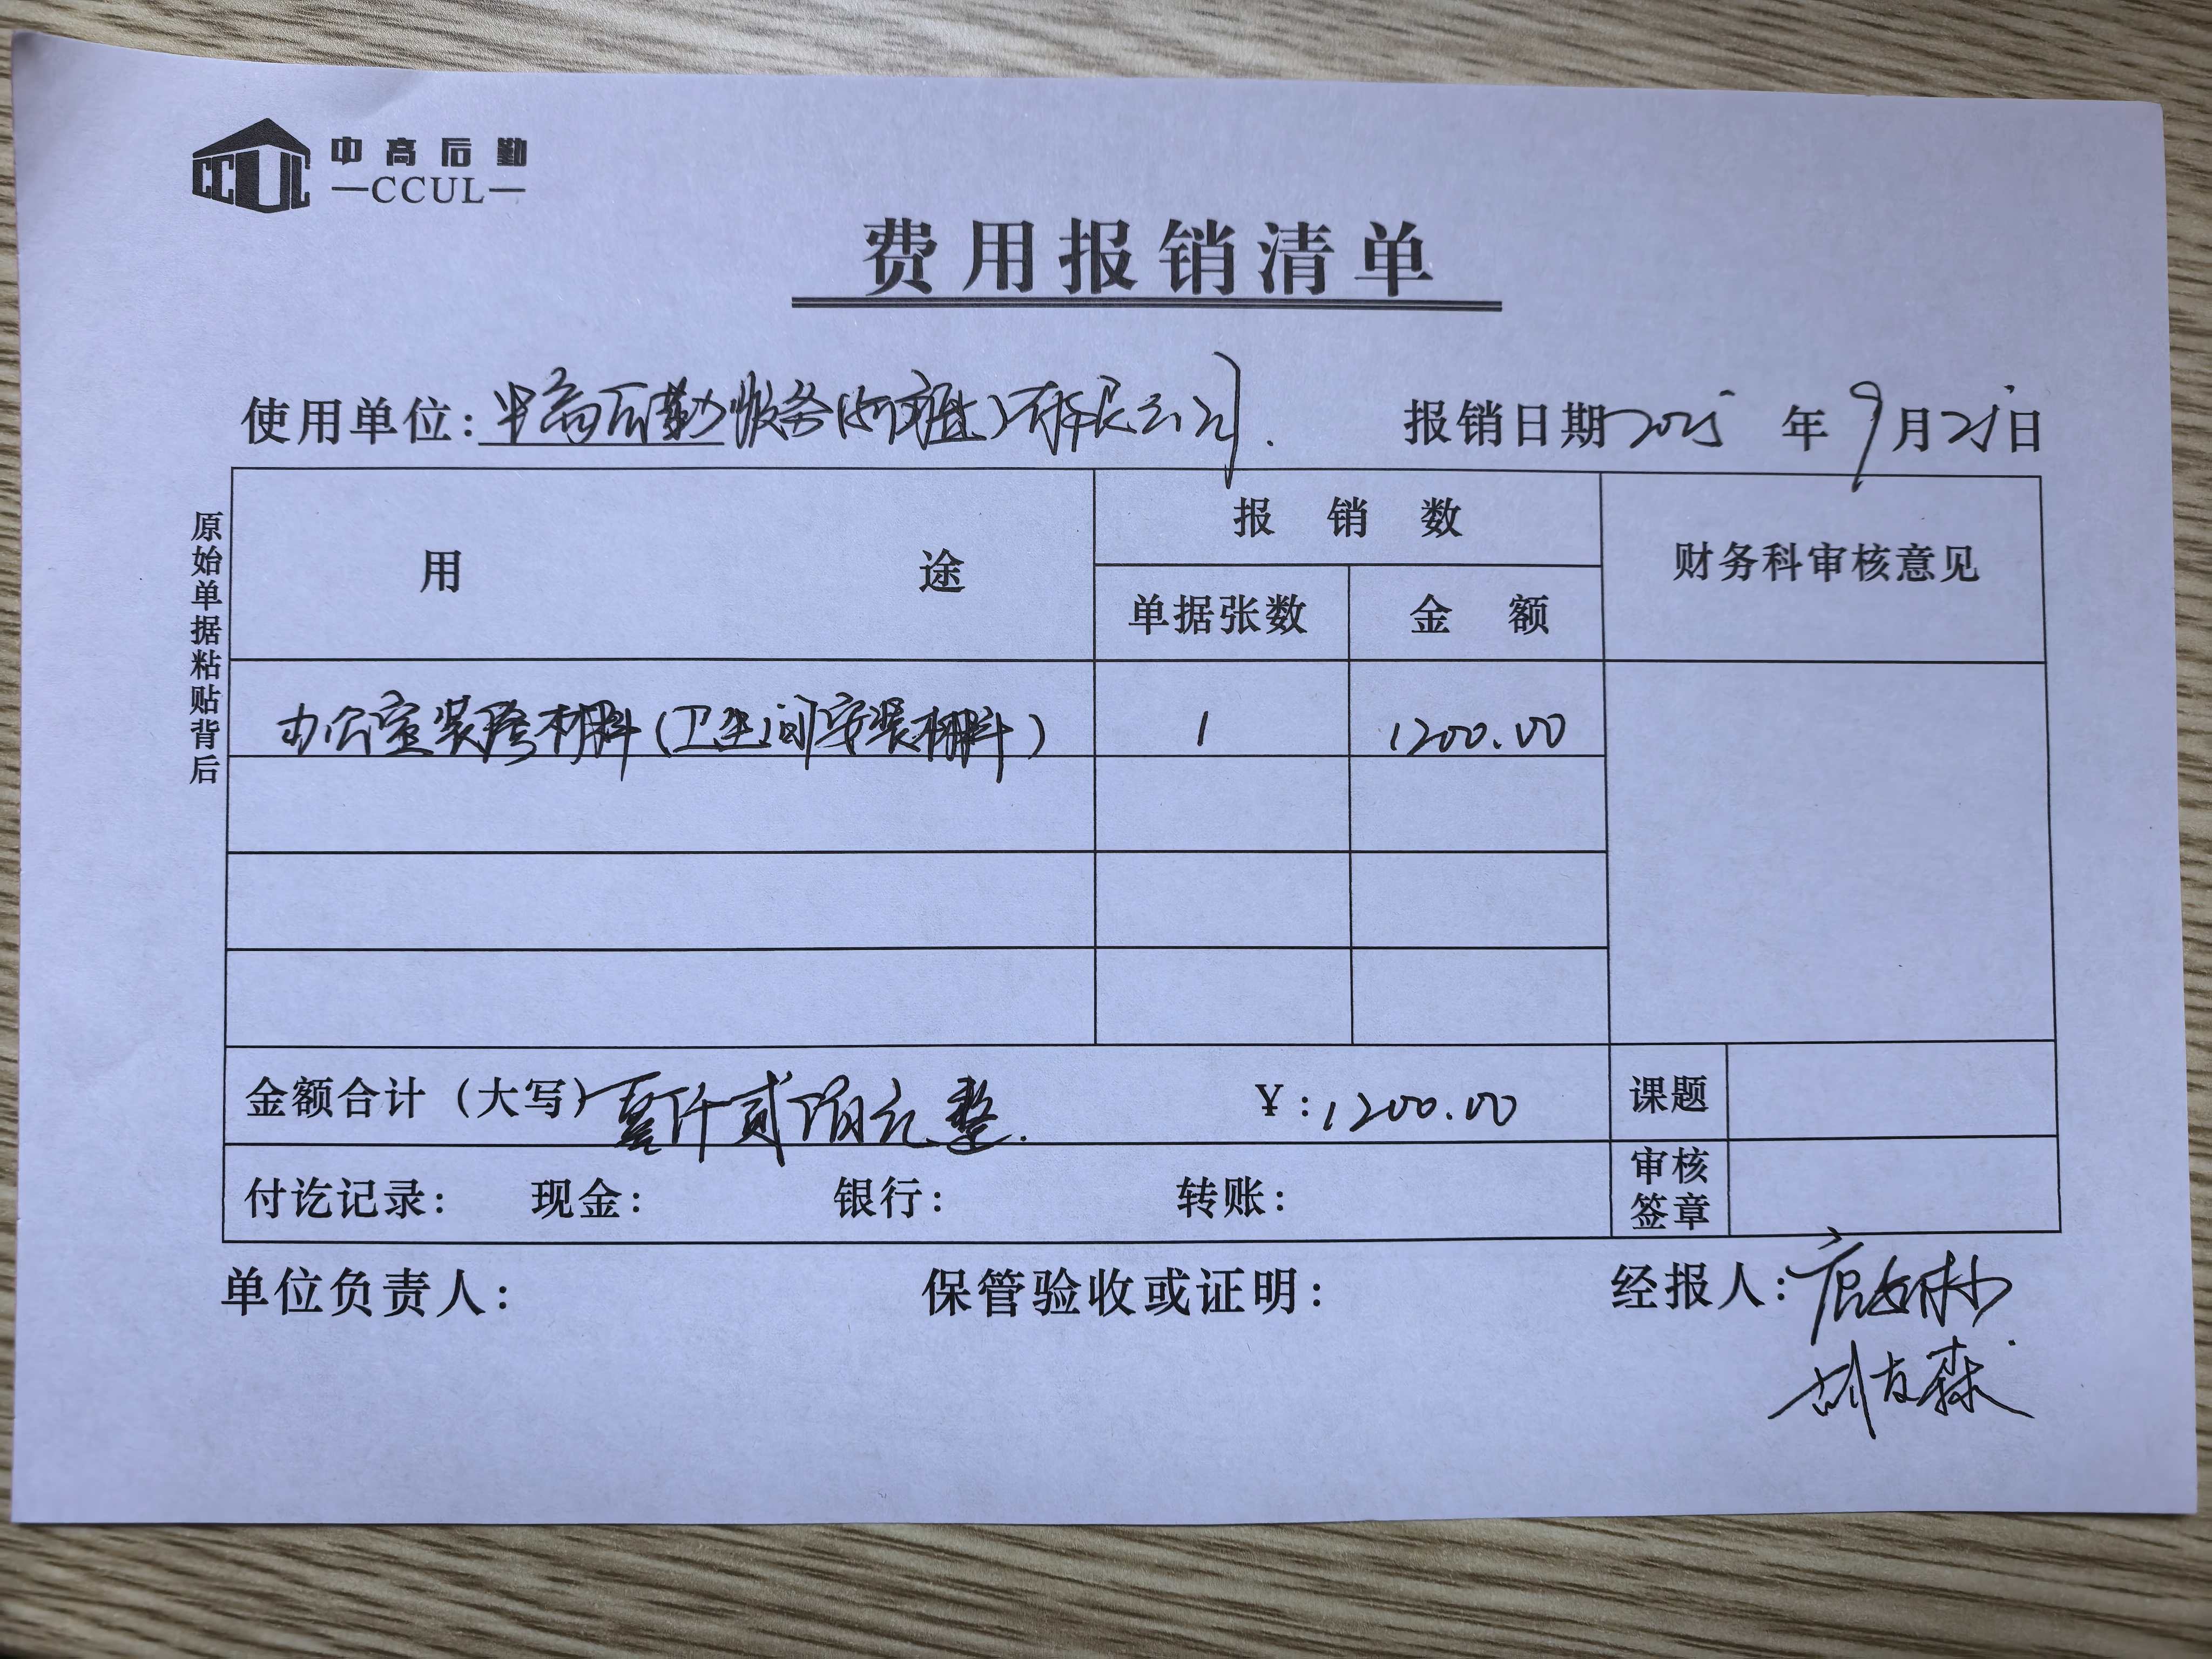 CCUL 中高后勤
—CCUL—
费用报销清单
使用单位：中高后勤服务（雄安）有限公司．
报销日期2025年9月25日
原始单据粘贴背后
用途
报销数
财务科审核意见
单据张数
金额
办公室装修材料（卫生间安装材料）
1
1200.00
金额合计（大写）壹仟贰佰元整．
¥：1200.00
课题
付讫记录：
现金：
银行：
转账：
审核签章
单位负责人：
保管验收或证明：
经报人：